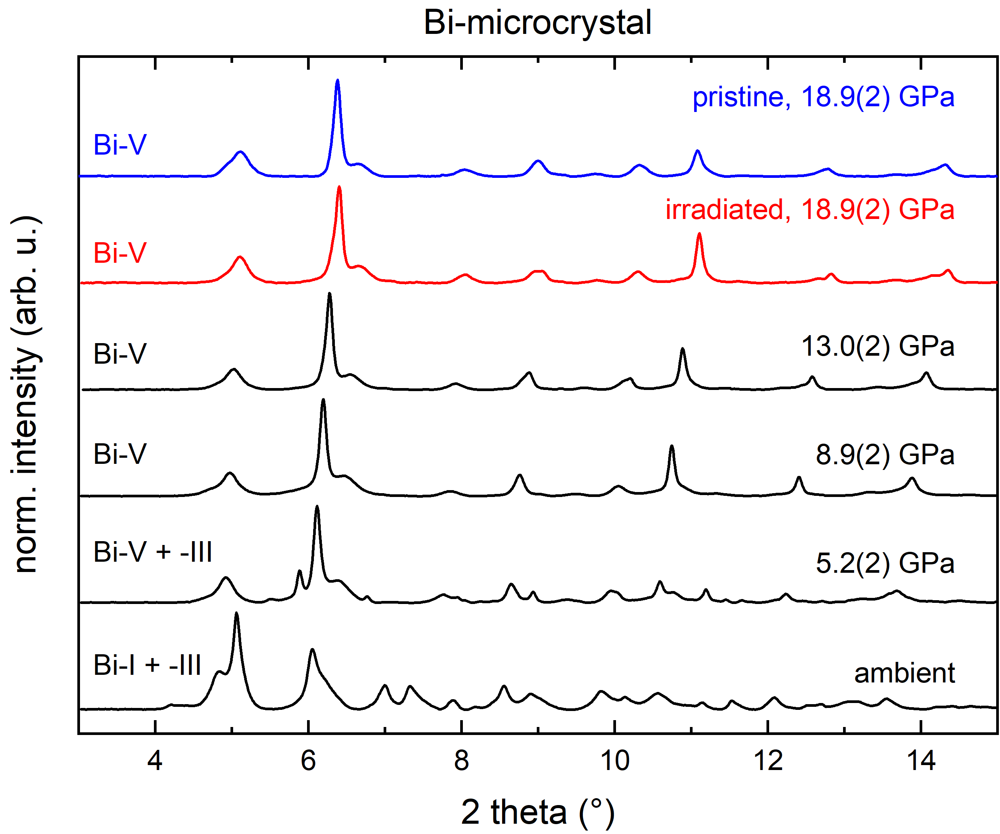 Bi-microcrystal
pristine, 18.9(2) GPa
Bi-V
irradiated, 18.9(2) GPa
Bi-V
13.0(2) GPa
Bi-V
8.9(2) GPa
Bi-V
5.2(2) GPa
Bi-V + -III
ambient
Bi-I + -III
norm. intensity (arb. u.)
4 6 8 10 12 14
2 theta (°)